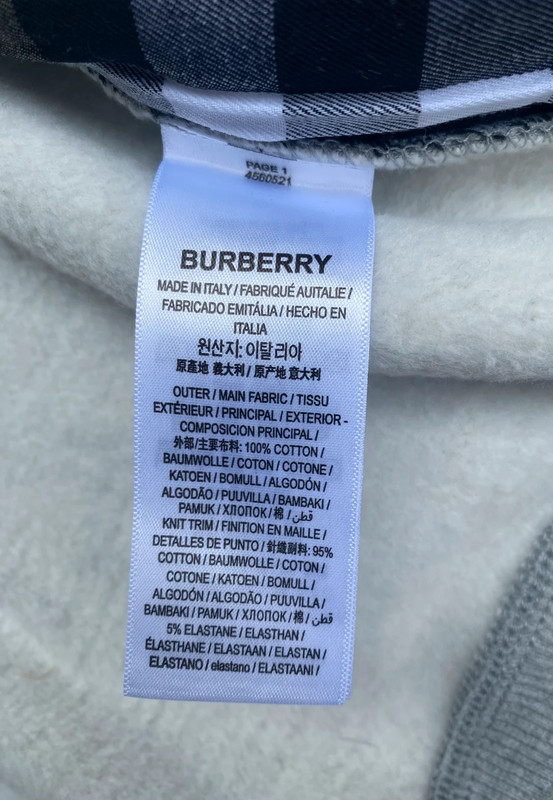 PAGE 1
4560521
BURBERRY
MADE IN ITALY / FABRIQUÉ AUITALIE /
FABRICADO EMITÁLIA / HECHO EN
ITALIA
원산지: 이탈리아
原產地 義大利 / 原产地 意大利
OUTER / MAIN FABRIC / TISSU
EXTÉRIEUR / PRINCIPAL / EXTERIOR -
COMPOSICION PRINCIPAL /
外部/主要布料: 100% COTTON /
BAUMWOLLE / COTON / COTONE /
KATOEN / BOMULL / ALGODÓN /
ALGODÃO / PUUVILLA / BAMBAKI /
PAMUK / ХЛОПОК / 棉 / قطن /
KNIT TRIM / FINITION EN MAILLE /
DETALLES DE PUNTO / 針織副料: 95%
COTTON / BAUMWOLLE / COTON /
COTONE / KATOEN / BOMULL /
ALGODÓN / ALGODÃO / PUUVILLA /
BAMBAKI / PAMUK / ХЛОПОК / 棉 / قطن
5% ELASTANE / ELASTHAN /
ÉLASTHANE / ELASTAAN / ELASTAN /
ELASTANO / elastano / ELASTAANI /